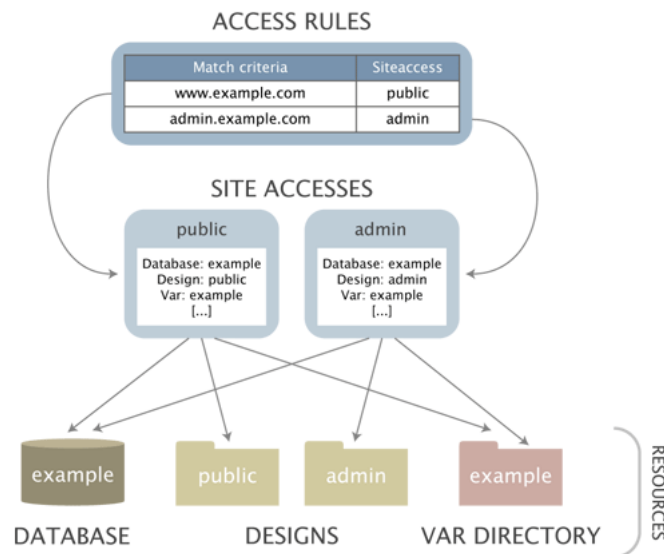 ACCESS RULES
Match criteria Siteaccess
www.example.com public
admin.example.com admin
SITE ACCESSES
public admin
Database: example Database: example
Design: public Design: admin
Var: example Var: example
[...] [...]
example public admin example
DATABASE DESIGNS VAR DIRECTORY
RESOURCES